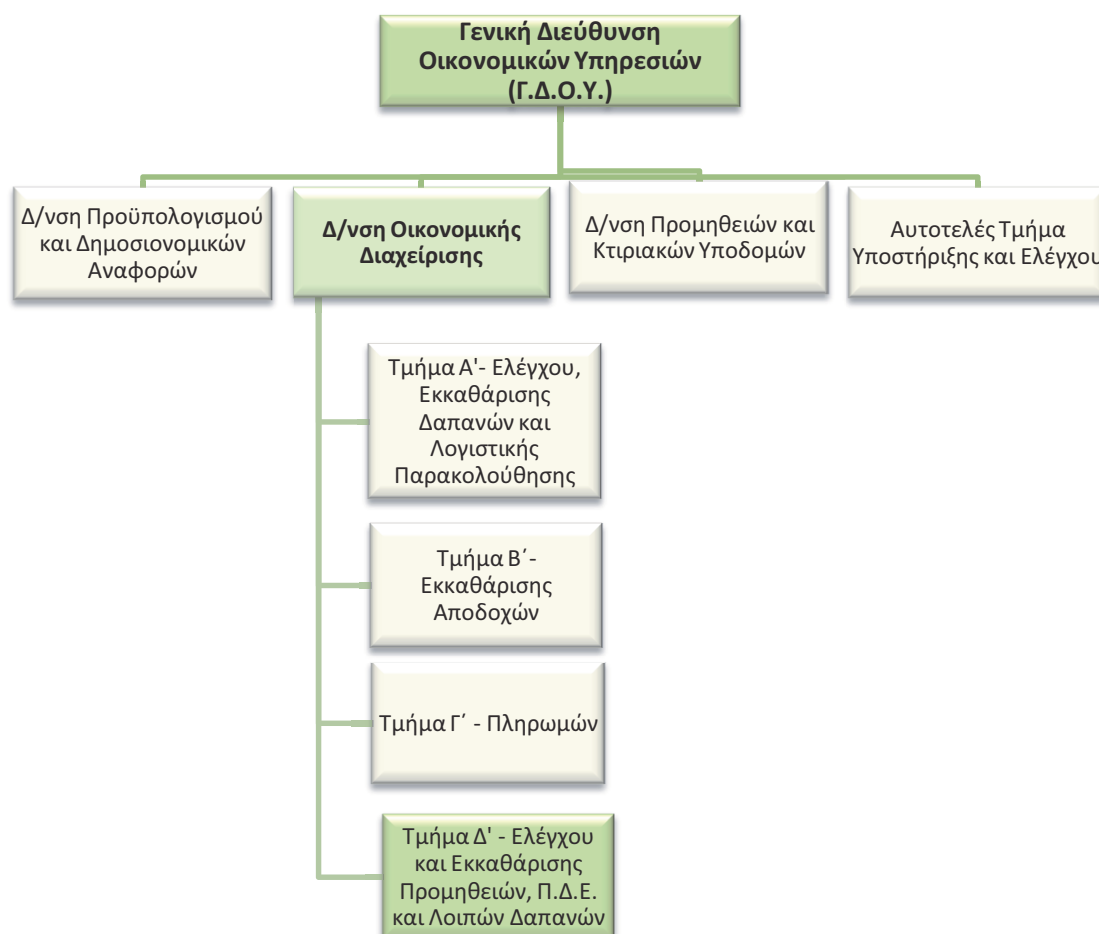 Γενική Διεύθυνση
Οικονομικών Υπηρεσιών
(Γ.Δ.Ο.Υ.)
Δ/νση Προϋπολογισμού
και Δημοσιονομικών
Αναφορών
Δ/νση Οικονομικής
Διαχείρισης
Δ/νση Προμηθειών και
Κτιριακών Υποδομών
Αυτοτελές Τμήμα
Υποστήριξης και Ελέγχου
Τμήμα Α'- Ελέγχου,
Εκκαθάρισης
Δαπανών και
Λογιστικής
Παρακολούθησης
Τμήμα Β΄-
Εκκαθάρισης
Αποδοχών
Τμήμα Γ΄ - Πληρωμών
Τμήμα Δ' - Ελέγχου
και Εκκαθάρισης
Προμηθειών, Π.Δ.Ε.
και Λοιπών Δαπανών